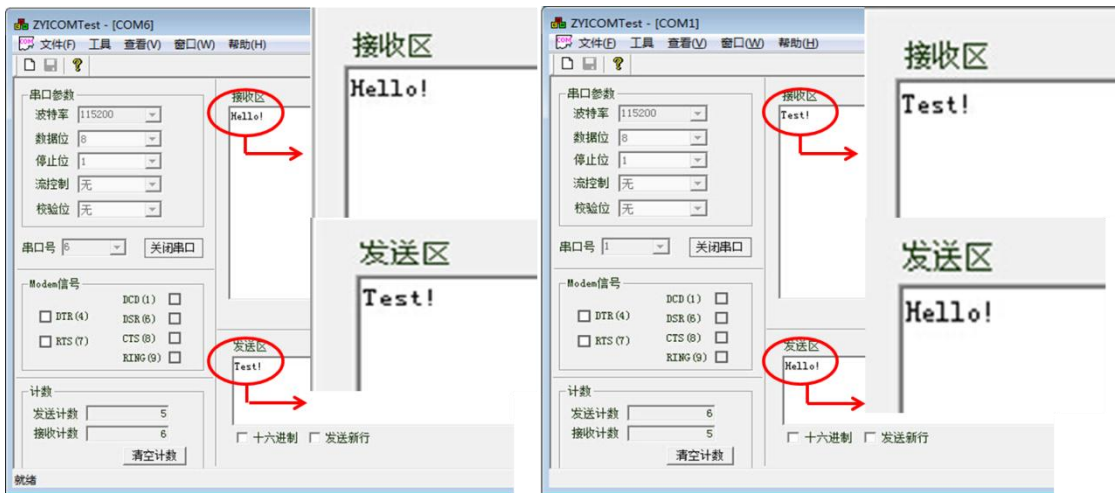 ZYICOMTest - [COM6]
文件(F) 工具 查看(V) 窗口(W) 帮助(H)
串口参数
波特率 115200
数据位 8
停止位 1
流控制 无
校验位 无
串口号 6 关闭串口
Modem信号
DCD(1)
DTR(4) DSR(6)
RTS(7) CTS(8)
RING(9)
计数
发送计数 5
接收计数 6
清空计数
就绪
接收区
Hello!
发送区
Test!
十六进制 发送新行
接收区
Hello!
发送区
Test!
ZYICOMTest - [COM1]
文件(F) 工具 查看(V) 窗口(W) 帮助(H)
串口参数
波特率 115200
数据位 8
停止位 1
流控制 无
校验位 无
串口号 1 关闭串口
Modem信号
DCD(1)
DTR(4) DSR(6)
RTS(7) CTS(8)
RING(9)
计数
发送计数 6
接收计数 5
清空计数
接收区
Test!
发送区
Hello!
十六进制 发送新行
接收区
Test!
发送区
Hello!